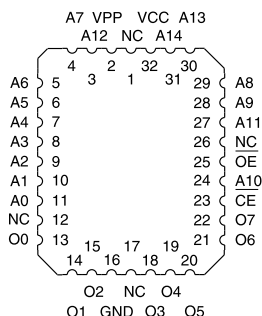 A7 VPP VCC A13
A12 NC A14
4 2 32 30
3 1 31
A6 5 29 A8
A5 6 28 A9
A4 7 27 A11
A3 8 26 NC
A2 9 25 O̅E̅
A1 10 24 A10
A0 11 23 C̅E̅
NC 12 22 O7
O0 13 21 O6
15 17 19
14 16 18 20
O2 NC O4
O1 GND O3 O5